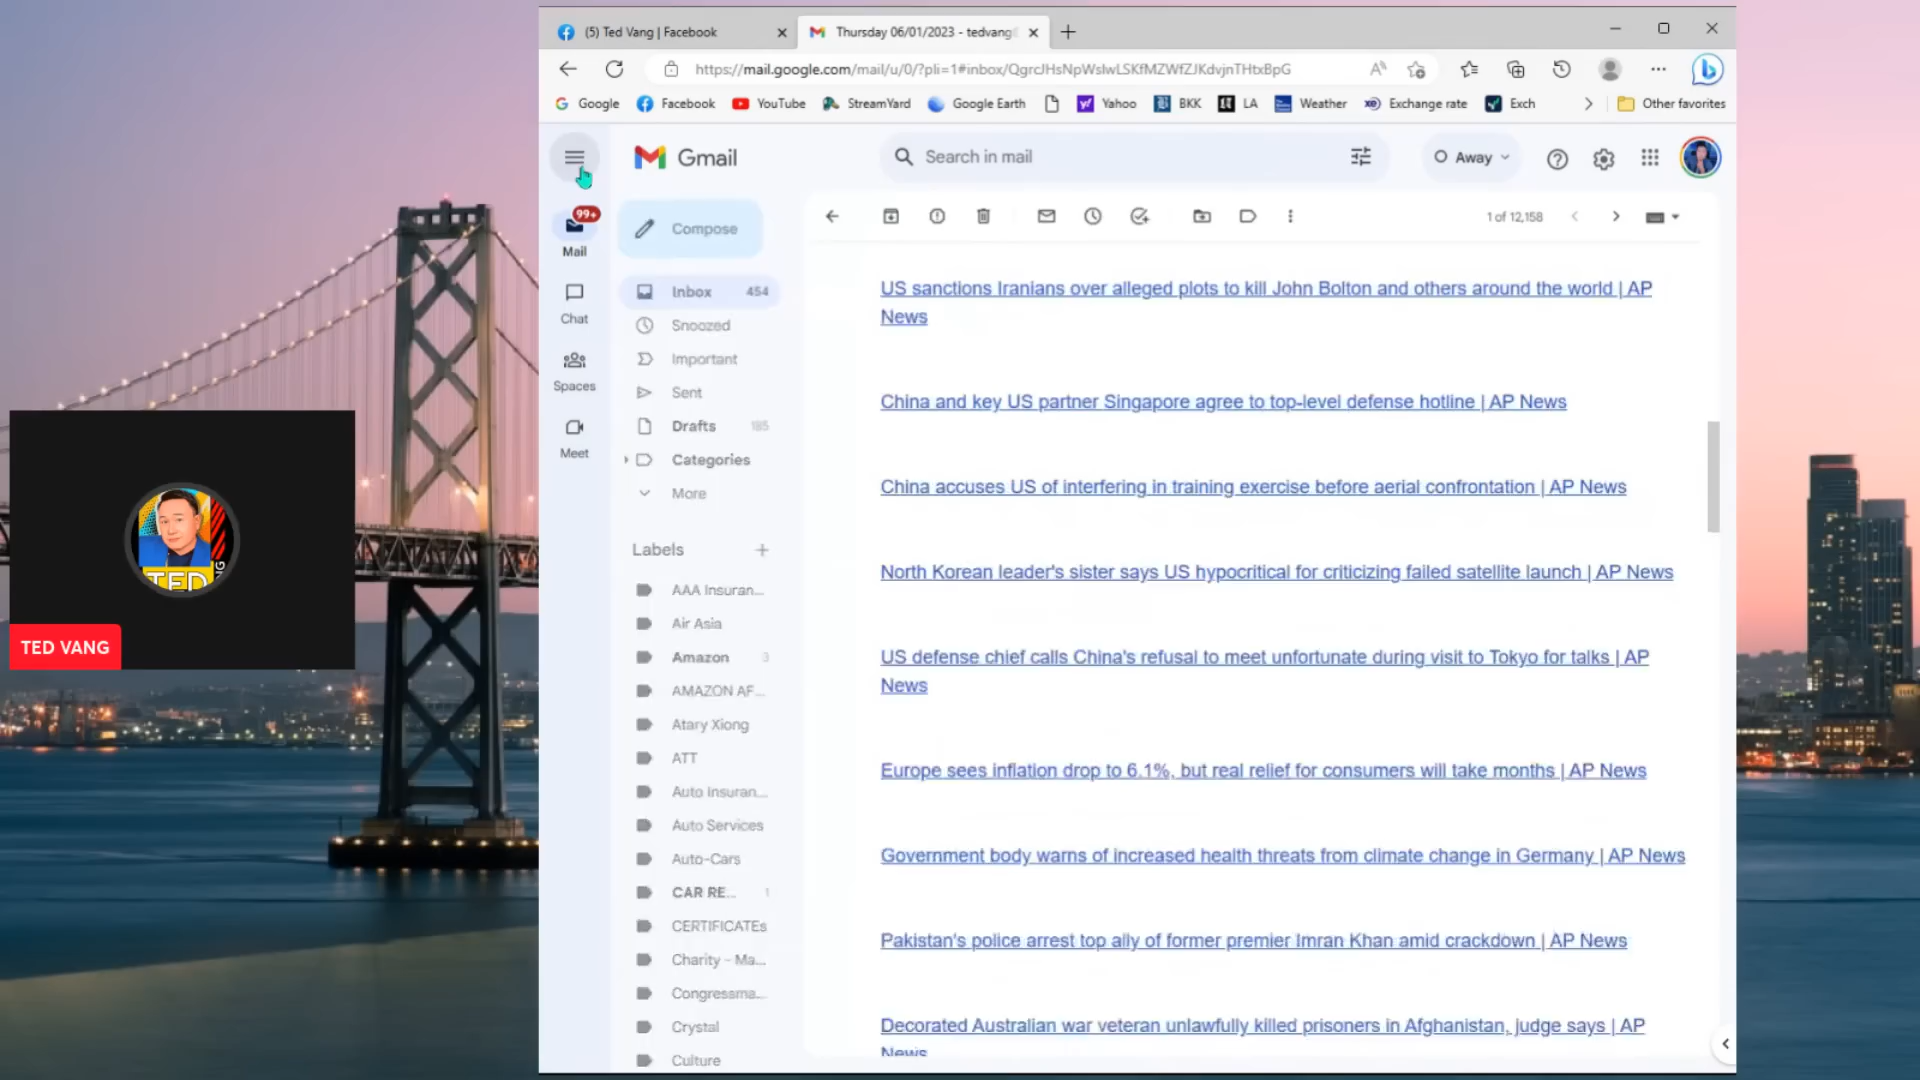 (5) Ted Vang | Facebook
Thursday 06/01/2023 - tedvang
https://mail.google.com/mail/u/0/?pli=1#inbox/QgrcJHsNpWslwLSKfMZWfZJKdvjnTHtxBpG
Google
Facebook
YouTube
StreamYard
Google Earth
Yahoo
BKK
LA
Weather
Exchange rate
Exch
Other favorites
Gmail
Search in mail
Away
99+
Mail
Chat
Spaces
Meet
Compose
Inbox 454
Snoozed
Important
Sent
Drafts 185
Categories
More
Labels
AAA Insuran...
Air Asia
Amazon 3
AMAZON AF...
Atary Xiong
ATT
Auto Insuran...
Auto Services
Auto-Cars
CAR RE... 1
CERTIFICATEs
Charity - Ma...
Congressma...
Crystal
Culture
1 of 12,158
US sanctions Iranians over alleged plots to kill John Bolton and others around the world | AP
News
China and key US partner Singapore agree to top-level defense hotline | AP News
China accuses US of interfering in training exercise before aerial confrontation | AP News
North Korean leader's sister says US hypocritical for criticizing failed satellite launch | AP News
US defense chief calls China's refusal to meet unfortunate during visit to Tokyo for talks | AP
News
Europe sees inflation drop to 6.1%, but real relief for consumers will take months | AP News
Government body warns of increased health threats from climate change in Germany | AP News
Pakistan's police arrest top ally of former premier Imran Khan amid crackdown | AP News
Decorated Australian war veteran unlawfully killed prisoners in Afghanistan, judge says | AP
News
TED
TED VANG